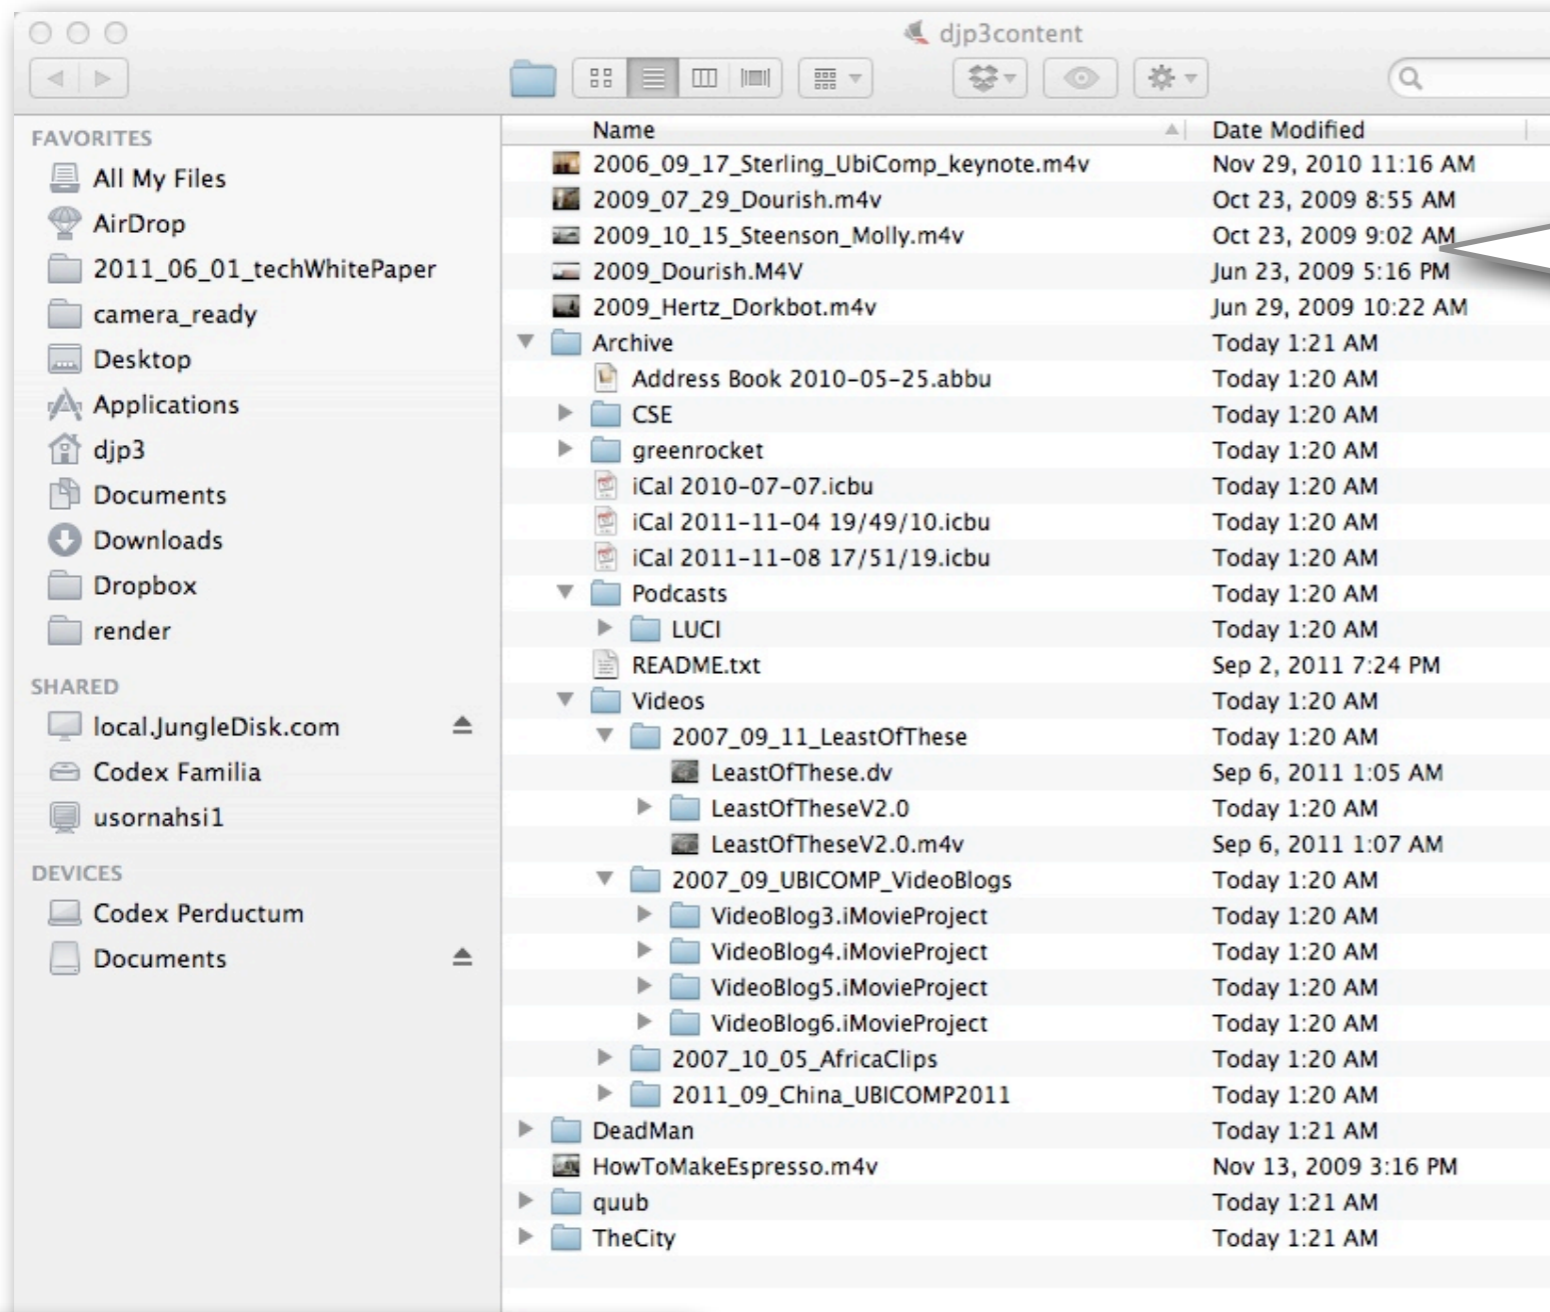 djp3content
FAVORITES
All My Files
AirDrop
2011_06_01_techWhitePaper
camera_ready
Desktop
Applications
djp3
Documents
Downloads
Dropbox
render
SHARED
local.JungleDisk.com
Codex Familia
usornahsi1
DEVICES
Codex Perductum
Documents
Name Date Modified
2006_09_17_Sterling_UbiComp_keynote.m4v Nov 29, 2010 11:16 AM
2009_07_29_Dourish.m4v Oct 23, 2009 8:55 AM
2009_10_15_Steenson_Molly.m4v Oct 23, 2009 9:02 AM
2009_Dourish.M4V Jun 23, 2009 5:16 PM
2009_Hertz_Dorkbot.m4v Jun 29, 2009 10:22 AM
Archive Today 1:21 AM
Address Book 2010-05-25.abbu Today 1:20 AM
CSE Today 1:20 AM
greenrocket Today 1:20 AM
iCal 2010-07-07.icbu Today 1:20 AM
iCal 2011-11-04 19/49/10.icbu Today 1:20 AM
iCal 2011-11-08 17/51/19.icbu Today 1:20 AM
Podcasts Today 1:20 AM
LUCI Today 1:20 AM
README.txt Sep 2, 2011 7:24 PM
Videos Today 1:20 AM
2007_09_11_LeastOfThese Today 1:20 AM
LeastOfThese.dv Sep 6, 2011 1:05 AM
LeastOfTheseV2.0 Today 1:20 AM
LeastOfTheseV2.0.m4v Sep 6, 2011 1:07 AM
2007_09_UBICOMP_VideoBlogs Today 1:20 AM
VideoBlog3.iMovieProject Today 1:20 AM
VideoBlog4.iMovieProject Today 1:20 AM
VideoBlog5.iMovieProject Today 1:20 AM
VideoBlog6.iMovieProject Today 1:20 AM
2007_10_05_AfricaClips Today 1:20 AM
2011_09_China_UBICOMP2011 Today 1:20 AM
DeadMan Today 1:21 AM
HowToMakeEspresso.m4v Nov 13, 2009 3:16 PM
quub Today 1:21 AM
TheCity Today 1:21 AM